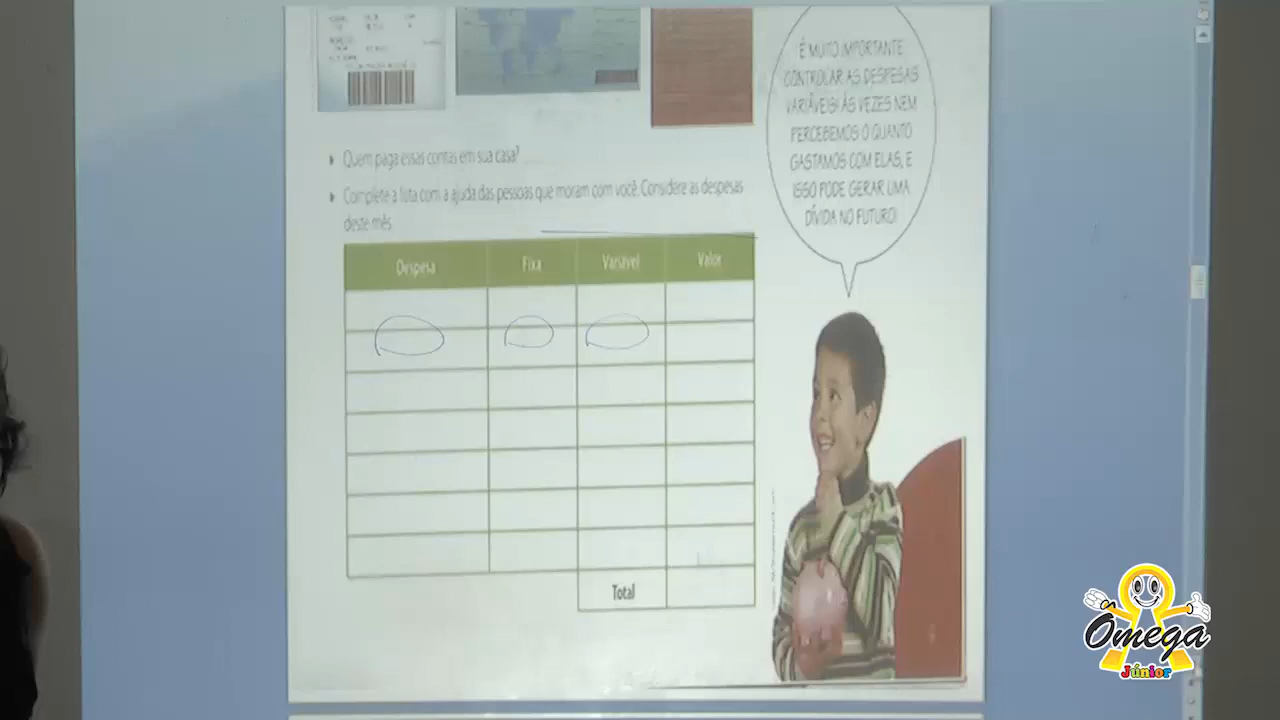 É MUITO IMPORTANTE
CONTROLAR AS DESPESAS
VARIÁVEIS! ÀS VEZES NEM
PERCEBEMOS O QUANTO
GASTAMOS COM ELAS, E
ISSO PODE GERAR UMA
DÍVIDA NO FUTURO!
Quem paga essas contas em sua casa?
Complete a lista com a ajuda das pessoas que moram com você. Considere as despesas
deste mês.
Despesa Fixa Variável Valor
Total
Ômega
Júnior